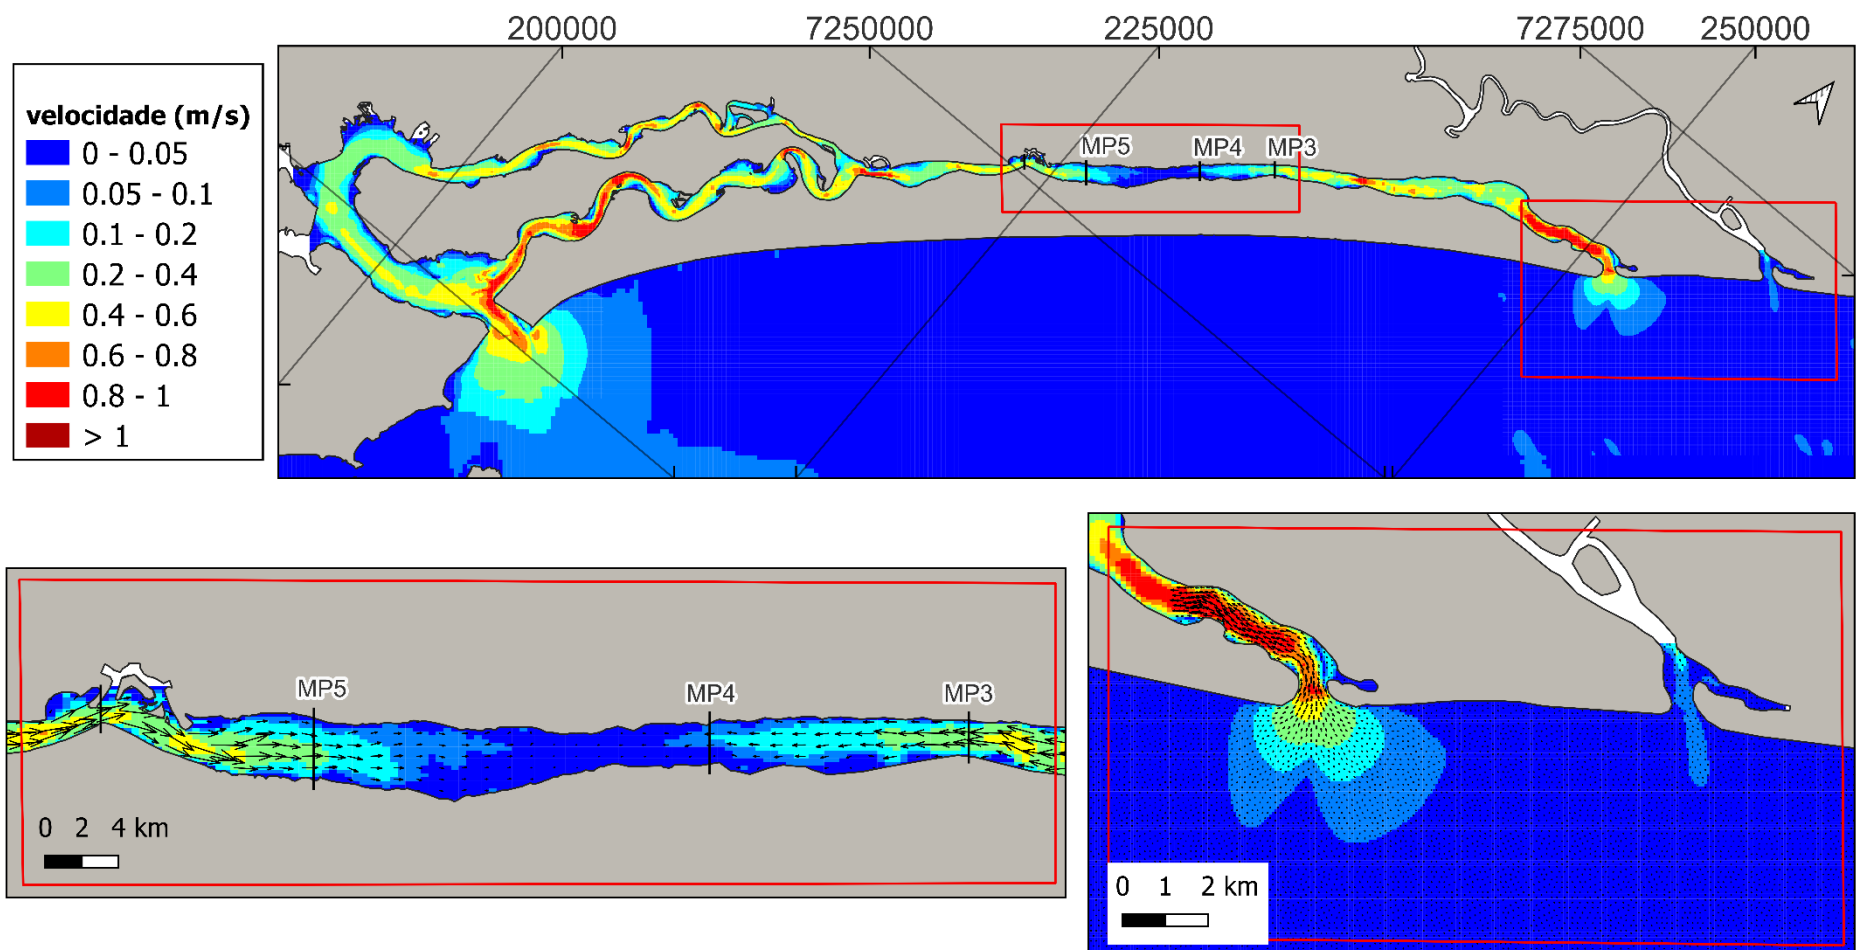 200000 7250000 225000 7275000 250000
velocidade (m/s)
0 - 0.05
0.05 - 0.1
0.1 - 0.2
0.2 - 0.4
0.4 - 0.6
0.6 - 0.8
0.8 - 1
> 1
MP5 MP4 MP3
MP5 MP4 MP3
0 2 4 km
0 1 2 km